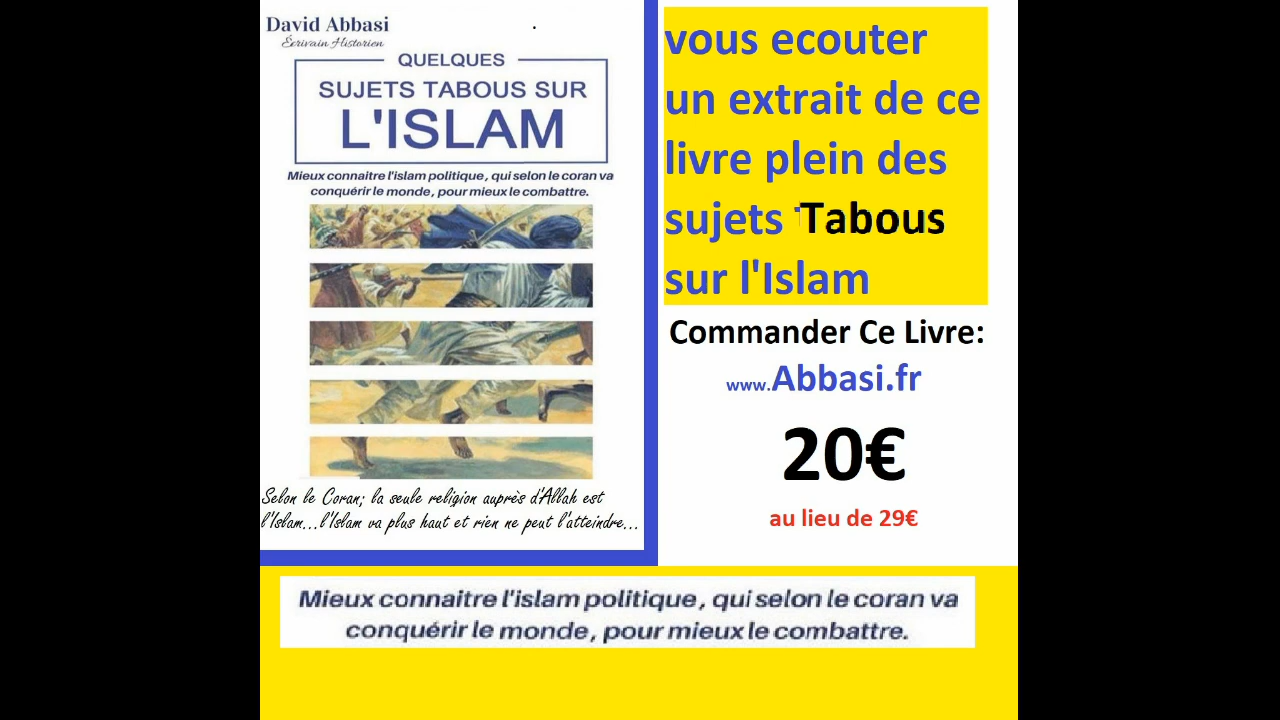 David Abbasi
Écrivain Historien
QUELQUES
SUJETS TABOUS SUR
L'ISLAM
Mieux connaitre l'islam politique, qui selon le coran va
conquérir le monde, pour mieux le combattre.
Selon le Coran; la seule religion auprès d'Allah est
l'Islam...l'Islam va plus haut et rien ne peut l'atteindre...
vous ecouter
un extrait de ce
livre plein des
sujets Tabous
sur l'Islam
Commander Ce Livre:
www.Abbasi.fr
20€
au lieu de 29€
Mieux connaitre l'islam politique, qui selon le coran va
conquérir le monde, pour mieux le combattre.